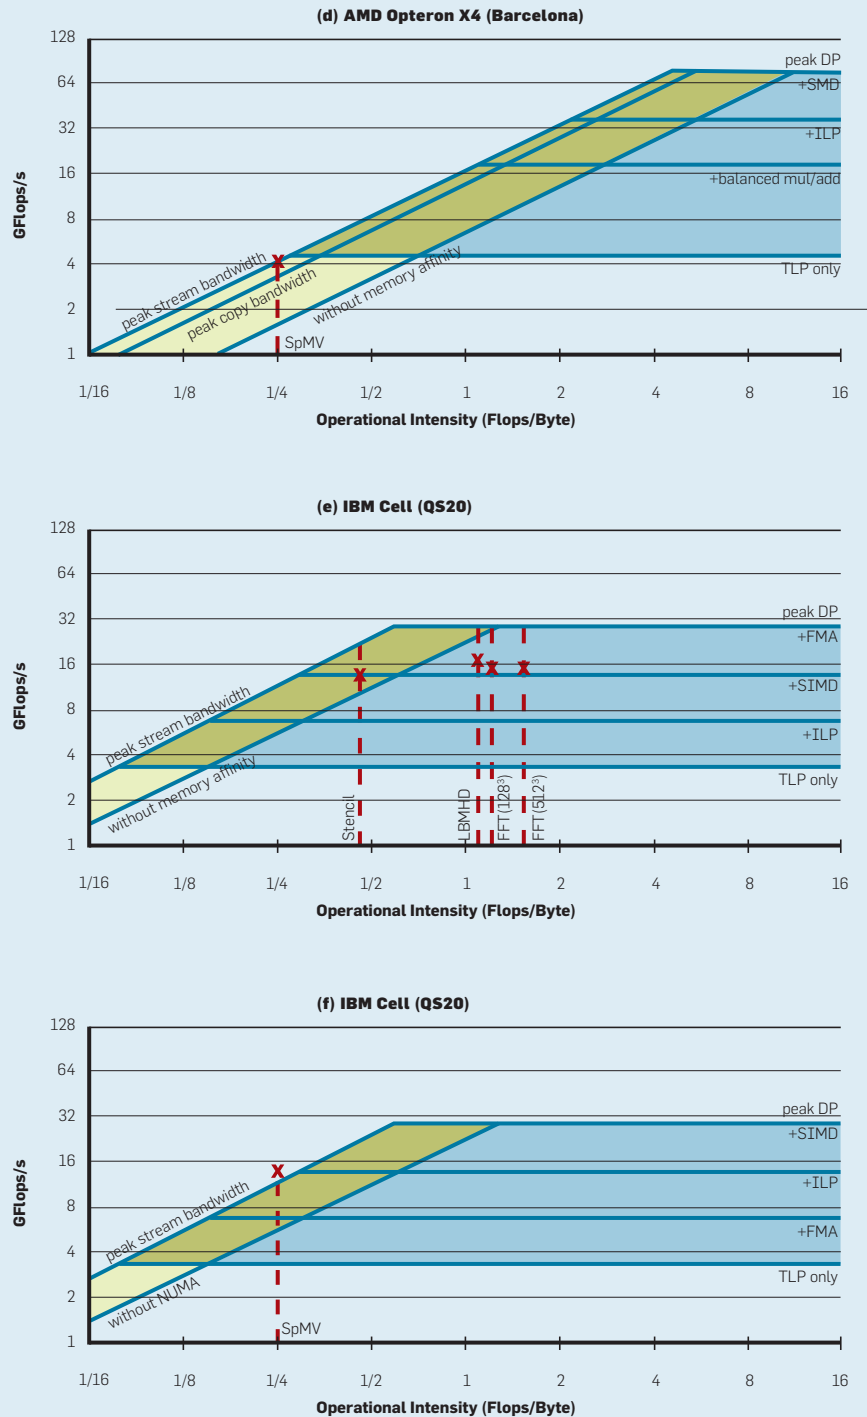 (d) AMD Opteron X4 (Barcelona)
128
64
32
16
8
4
2
1
GFlops/s
peak DP
+SMD
+ILP
+balanced mul/add
TLP only
peak stream bandwidth
peak copy bandwidth
without memory affinity
SpMV
1/16 1/8 1/4 1/2 1 2 4 8 16
Operational Intensity (Flops/Byte)
(e) IBM Cell (QS20)
128
64
32
16
8
4
2
1
GFlops/s
peak DP
+FMA
+SIMD
+ILP
TLP only
peak stream bandwidth
without memory affinity
Stencil
LBMHD
FFT (128³)
FFT (512³)
1/16 1/8 1/4 1/2 1 2 4 8 16
Operational Intensity (Flops/Byte)
(f) IBM Cell (QS20)
128
64
32
16
8
4
2
1
GFlops/s
peak DP
+SIMD
+ILP
+FMA
TLP only
peak stream bandwidth
without NUMA
SpMV
1/16 1/8 1/4 1/2 1 2 4 8 16
Operational Intensity (Flops/Byte)